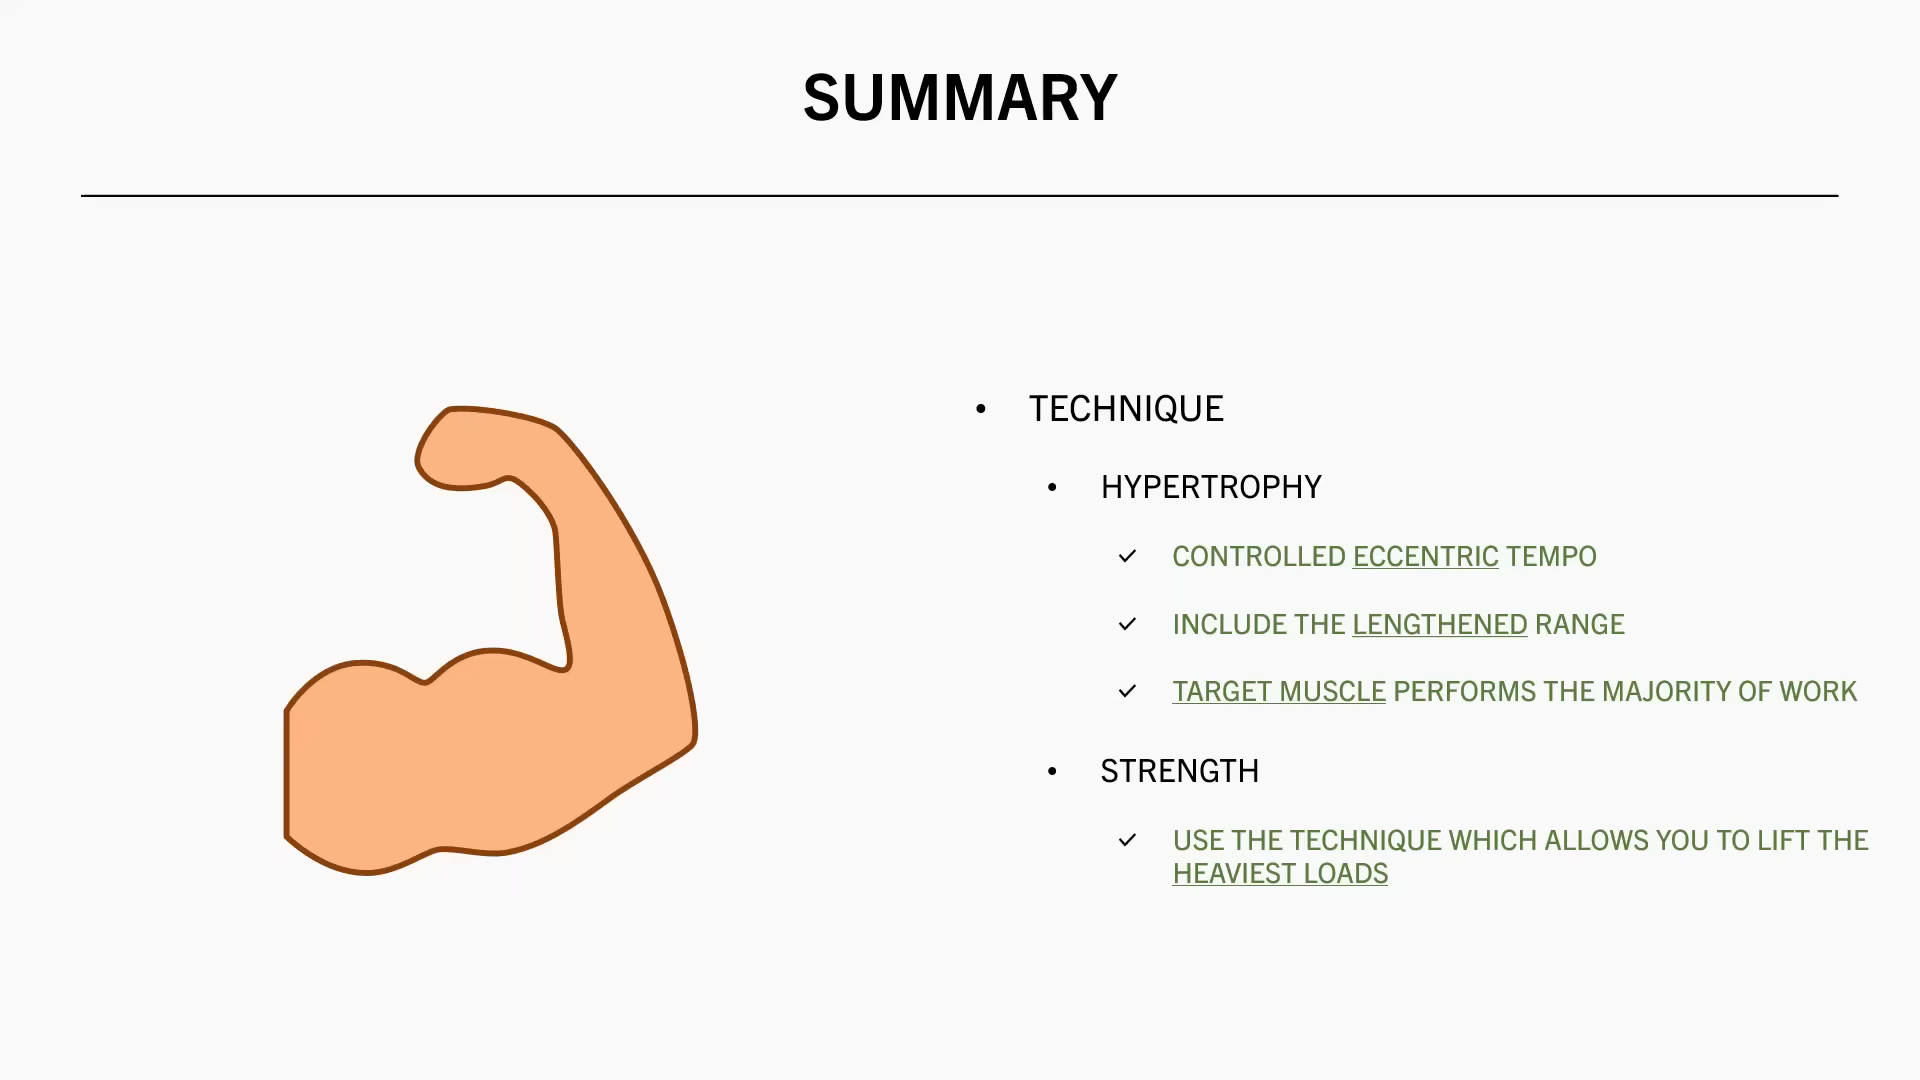 SUMMARY
• TECHNIQUE
• HYPERTROPHY
✓ CONTROLLED ECCENTRIC TEMPO
✓ INCLUDE THE LENGTHENED RANGE
✓ TARGET MUSCLE PERFORMS THE MAJORITY OF WORK
• STRENGTH
✓ USE THE TECHNIQUE WHICH ALLOWS YOU TO LIFT THE
HEAVIEST LOADS